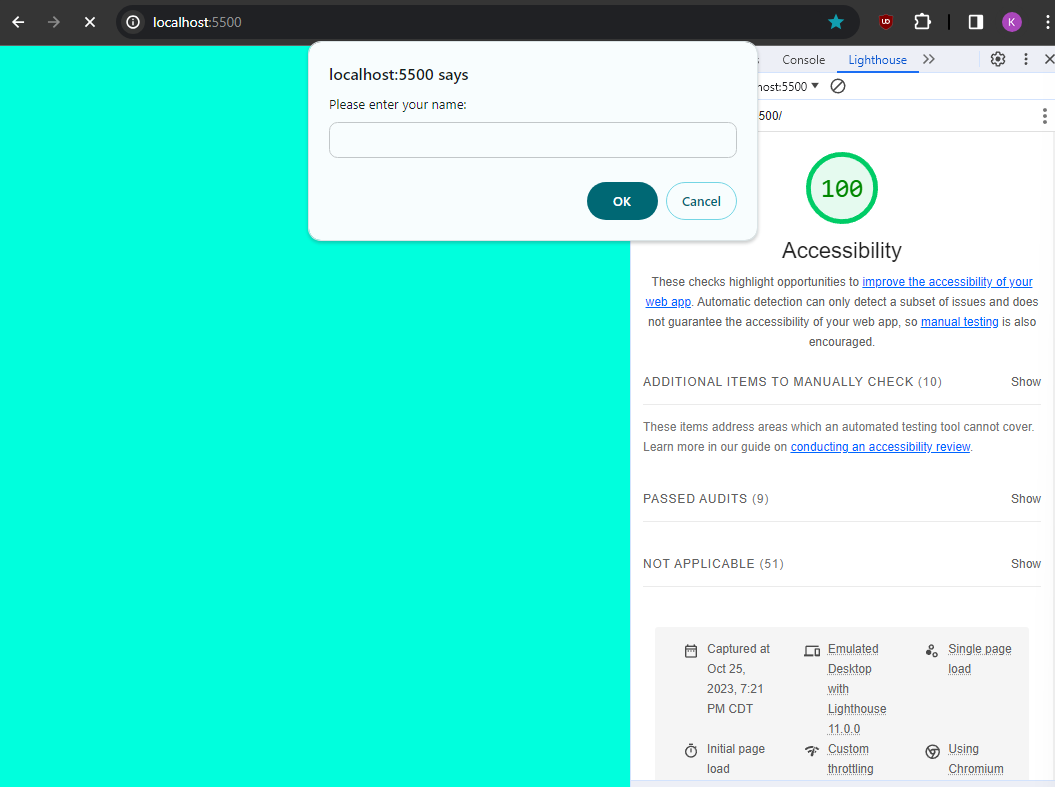 localhost:5500
UD
K
localhost:5500 says
Please enter your name:
OK
Cancel
Console
Lighthouse
host:5500
500/
100
Accessibility
These checks highlight opportunities to improve the accessibility of your
web app. Automatic detection can only detect a subset of issues and does
not guarantee the accessibility of your web app, so manual testing is also
encouraged.
ADDITIONAL ITEMS TO MANUALLY CHECK (10)
Show
These items address areas which an automated testing tool cannot cover.
Learn more in our guide on conducting an accessibility review.
PASSED AUDITS (9)
Show
NOT APPLICABLE (51)
Show
Captured at
Oct 25,
2023, 7:21
PM CDT
Emulated
Desktop
with
Lighthouse
11.0.0
Single page
load
Initial page
load
Custom
throttling
Using
Chromium